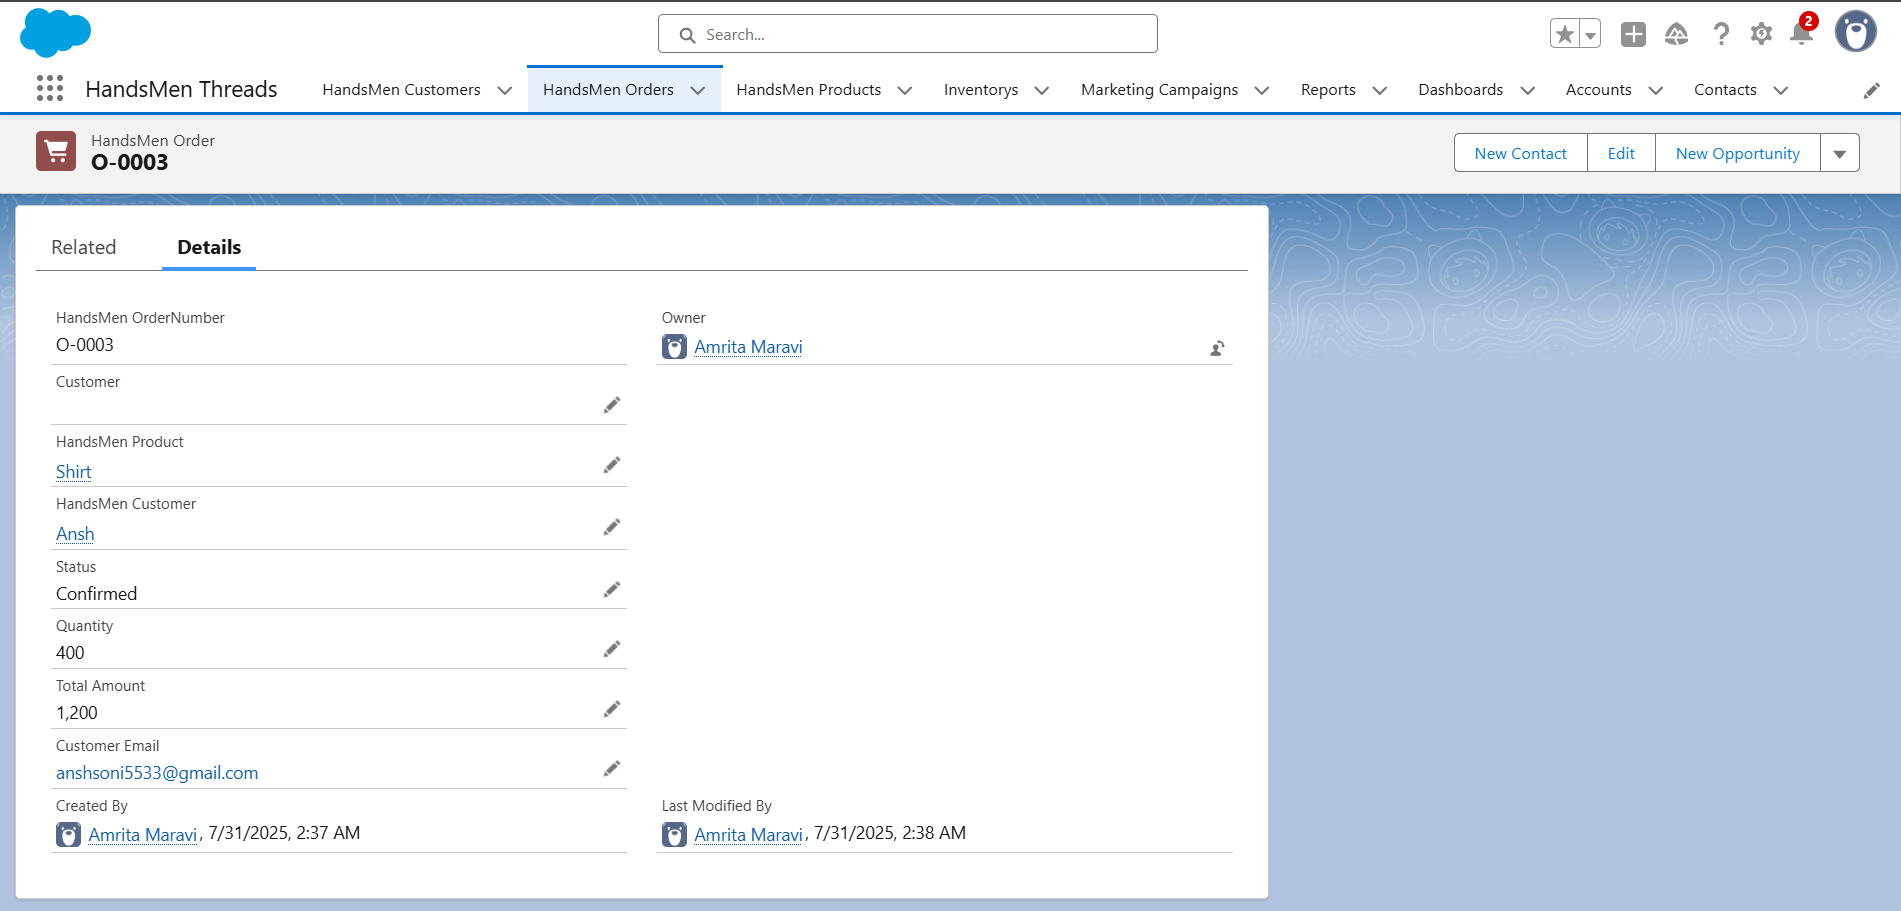 Search...
2
HandsMen Threads
HandsMen Customers
HandsMen Orders
HandsMen Products
Inventory
Marketing Campaigns
Reports
Dashboards
Accounts
Contacts
HandsMen Order
O-0003
New Contact
Edit
New Opportunity
Related
Details
HandsMen OrderNumber
O-0003
Owner
Amrita Maravi
Customer
HandsMen Product
Shirt
HandsMen Customer
Ansh
Status
Confirmed
Quantity
400
Total Amount
1,200
Customer Email
anshsoni5533@gmail.com
Created By
Amrita Maravi, 7/31/2025, 2:37 AM
Last Modified By
Amrita Maravi, 7/31/2025, 2:38 AM